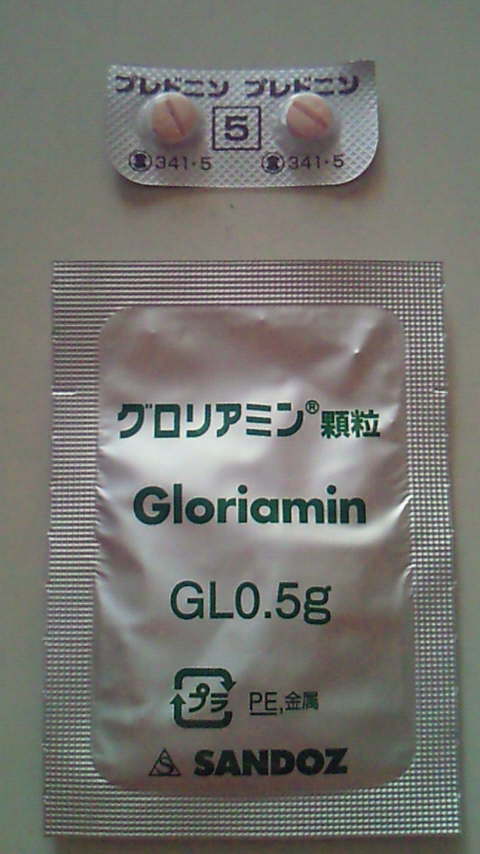 プレドニン プレドニン
5
341・5 341・5
グロリアミン®顆粒
Gloriamin
GL0.5g
プラ PE,金属
S SANDOZ